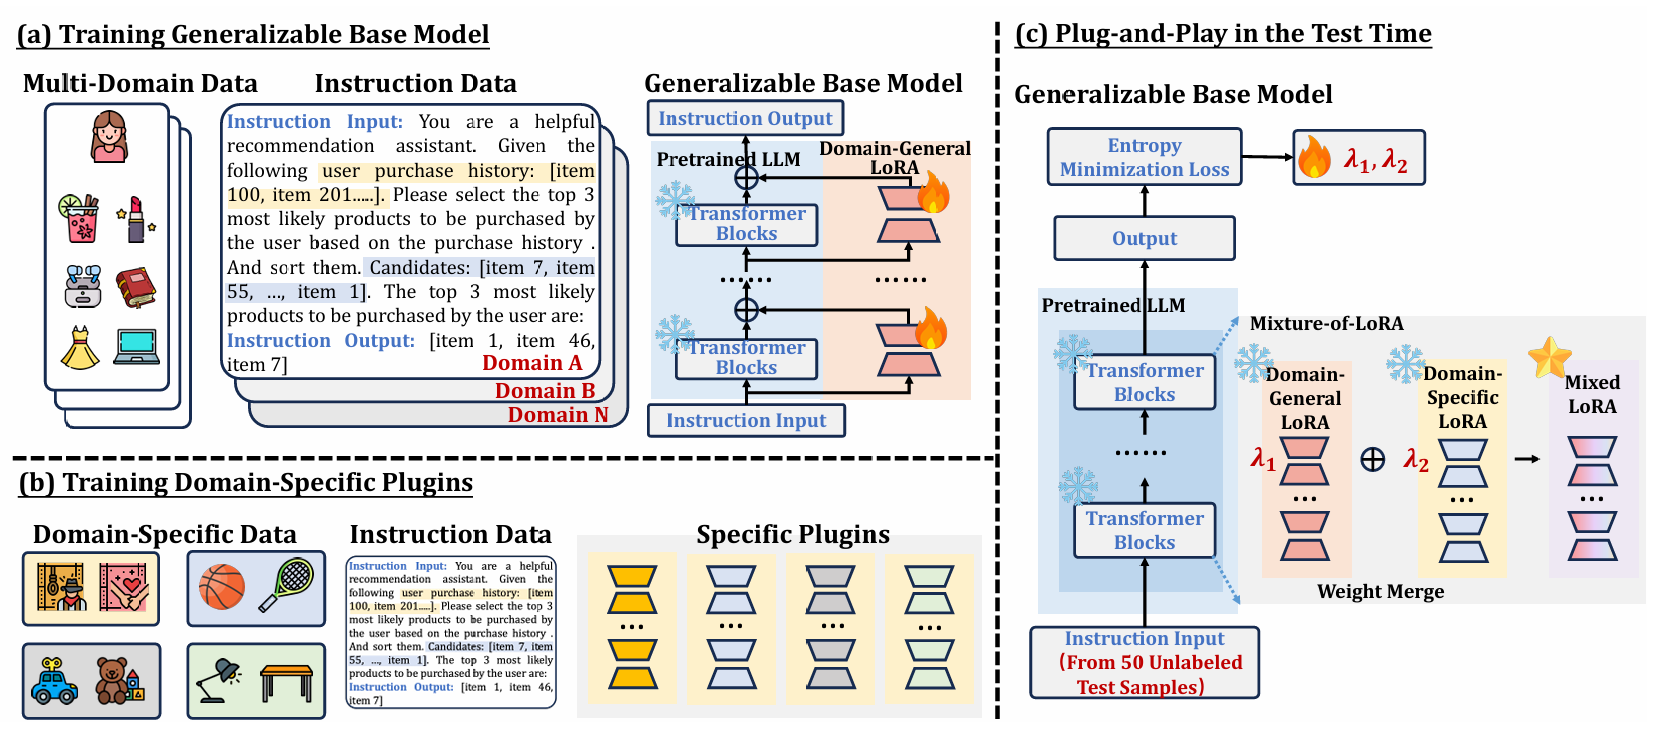 (a) Training Generalizable Base Model
Multi-Domain Data
Instruction Data
Instruction Input: You are a helpful
recommendation assistant. Given the
following user purchase history: [item
100, item 201.....]. Please select the top 3
most likely products to be purchased by
the user based on the purchase history .
And sort them. Candidates: [item 7, item
55, ..., item 1]. The top 3 most likely
products to be purchased by the user are:
Instruction Output: [item 1, item 46,
item 7]
Domain A
Domain B
Domain N
Generalizable Base Model
Instruction Output
Pretrained LLM
Domain-General
LoRA
Transformer
Blocks
......
......
Transformer
Blocks
Instruction Input
(b) Training Domain-Specific Plugins
Domain-Specific Data
Instruction Data
Instruction Input: You are a helpful
recommendation assistant. Given the
following user purchase history: [item
100, item 201.....]. Please select the top 3
most likely products to be purchased by
the user based on the purchase history .
And sort them. Candidates: [item 7, item
55, ..., item 1]. The top 3 most likely
products to be purchased by the user are:
Instruction Output: [item 1, item 46,
item 7]
Specific Plugins
... ... ... ...
(c) Plug-and-Play in the Test Time
Generalizable Base Model
Entropy
Minimization Loss
λ1, λ2
Output
Pretrained LLM
Transformer
Blocks
......
Transformer
Blocks
Instruction Input
(From 50 Unlabeled
Test Samples)
Mixture-of-LoRA
Domain-
General
LoRA
λ1
...
Domain-
Specific
LoRA
λ2
...
Mixed
LoRA
...
Weight Merge